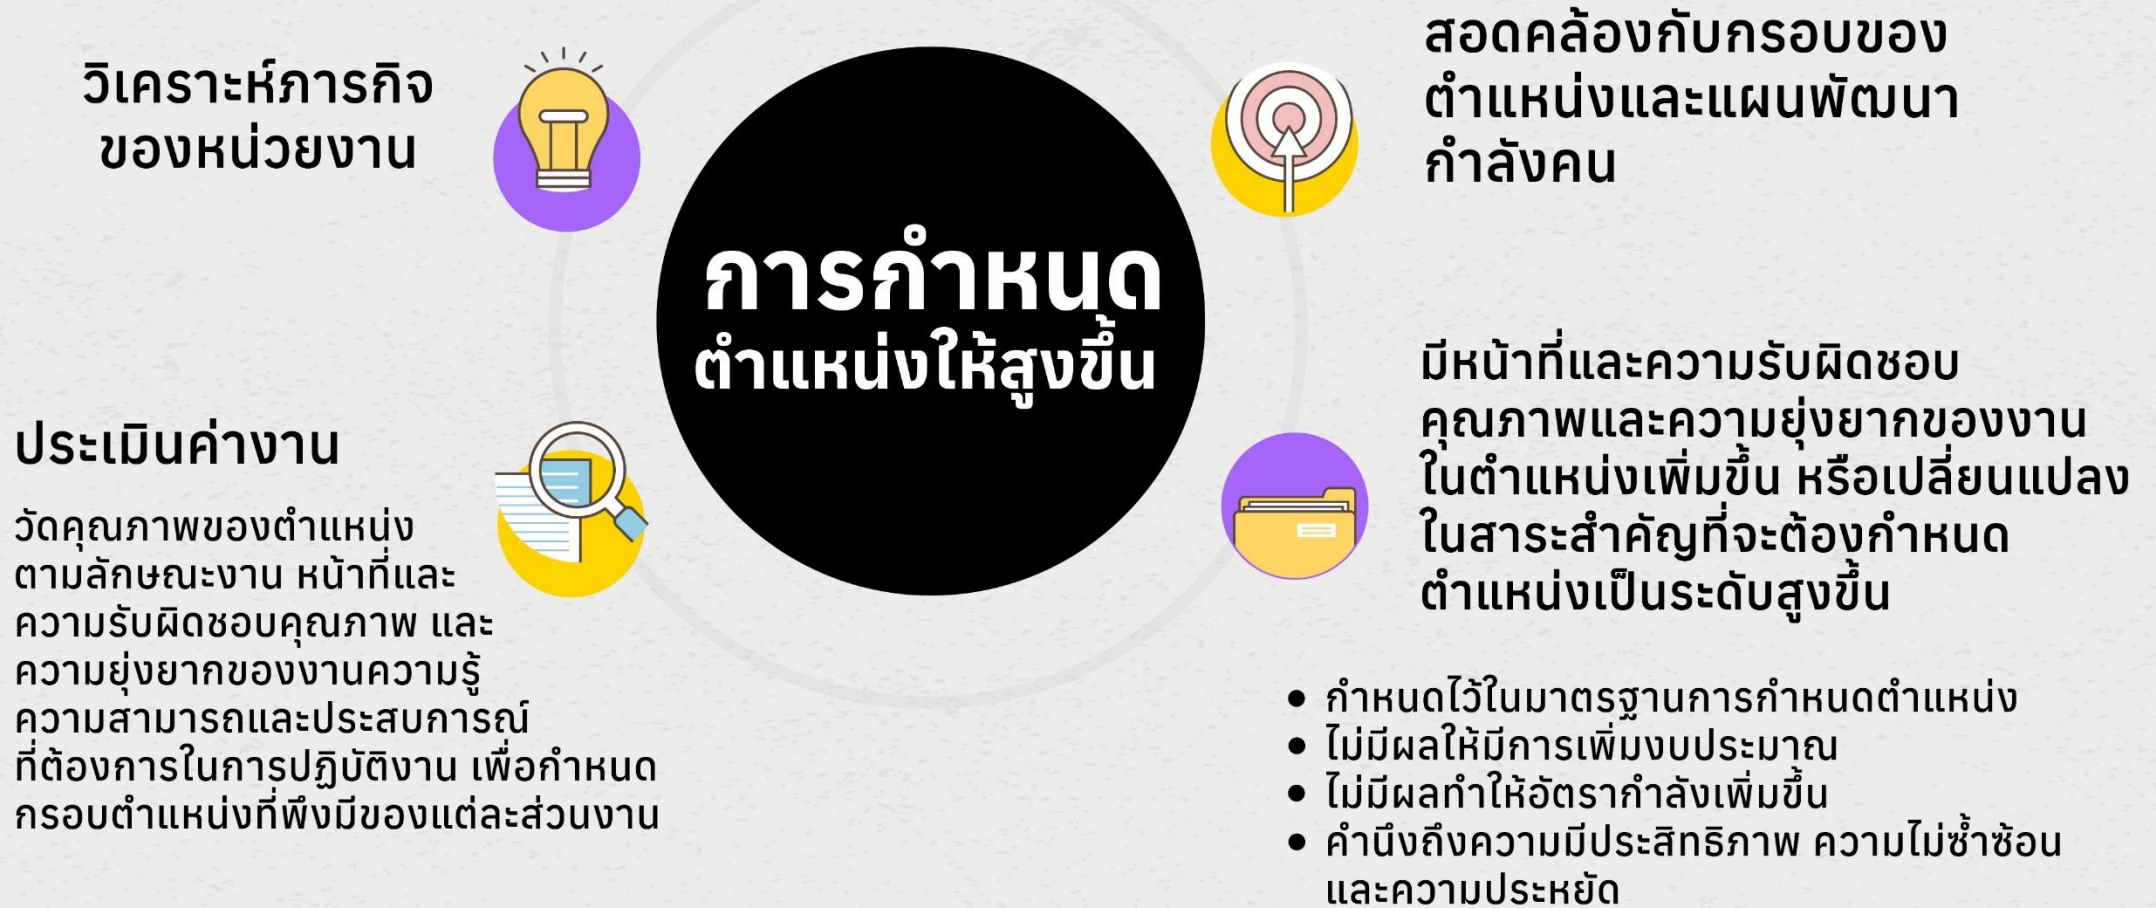 วิเคราะห์ภารกิจ
ของหน่วยงาน
สอดคล้องกับกรอบของ
ตำแหน่งและแผนพัฒนา
กำลังคน
การกำหนด
ตำแหน่งให้สูงขึ้น
ประเมินค่างาน
วัดคุณภาพของตำแหน่ง
ตามลักษณะงาน หน้าที่และ
ความรับผิดชอบคุณภาพ และ
ความยุ่งยากของงานความรู้
ความสามารถและประสบการณ์
ที่ต้องการในการปฏิบัติงาน เพื่อกำหนด
กรอบตำแหน่งที่พึงมีของแต่ละส่วนงาน
มีหน้าที่และความรับผิดชอบ
คุณภาพและความยุ่งยากของงาน
ในตำแหน่งเพิ่มขึ้น หรือเปลี่ยนแปลง
ในสาระสำคัญที่จะต้องกำหนด
ตำแหน่งเป็นระดับสูงขึ้น
• กำหนดไว้ในมาตรฐานการกำหนดตำแหน่ง
• ไม่มีผลให้มีการเพิ่มงบประมาณ
• ไม่มีผลทำให้อัตรากำลังเพิ่มขึ้น
• คำนึงถึงความมีประสิทธิภาพ ความไม่ซ้ำซ้อน
และความประหยัด